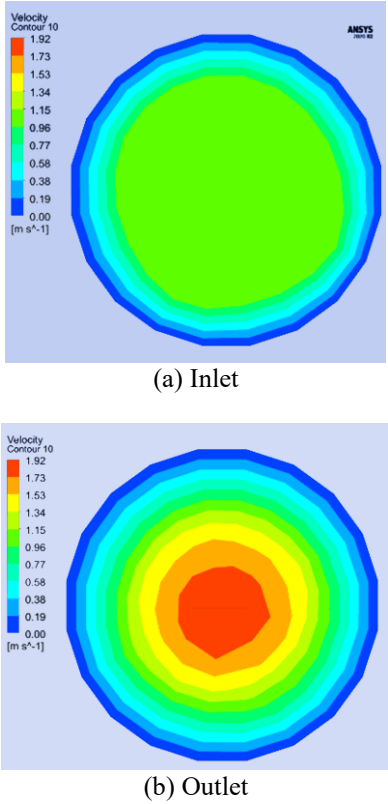 Velocity
Contour 10
1.92
1.73
1.53
1.34
1.15
0.96
0.77
0.58
0.38
0.19
0.00
[m s^-1]
ANSYS
2020 R2
(a) Inlet
Velocity
Contour 10
1.92
1.73
1.53
1.34
1.15
0.96
0.77
0.58
0.38
0.19
0.00
[m s^-1]
(b) Outlet